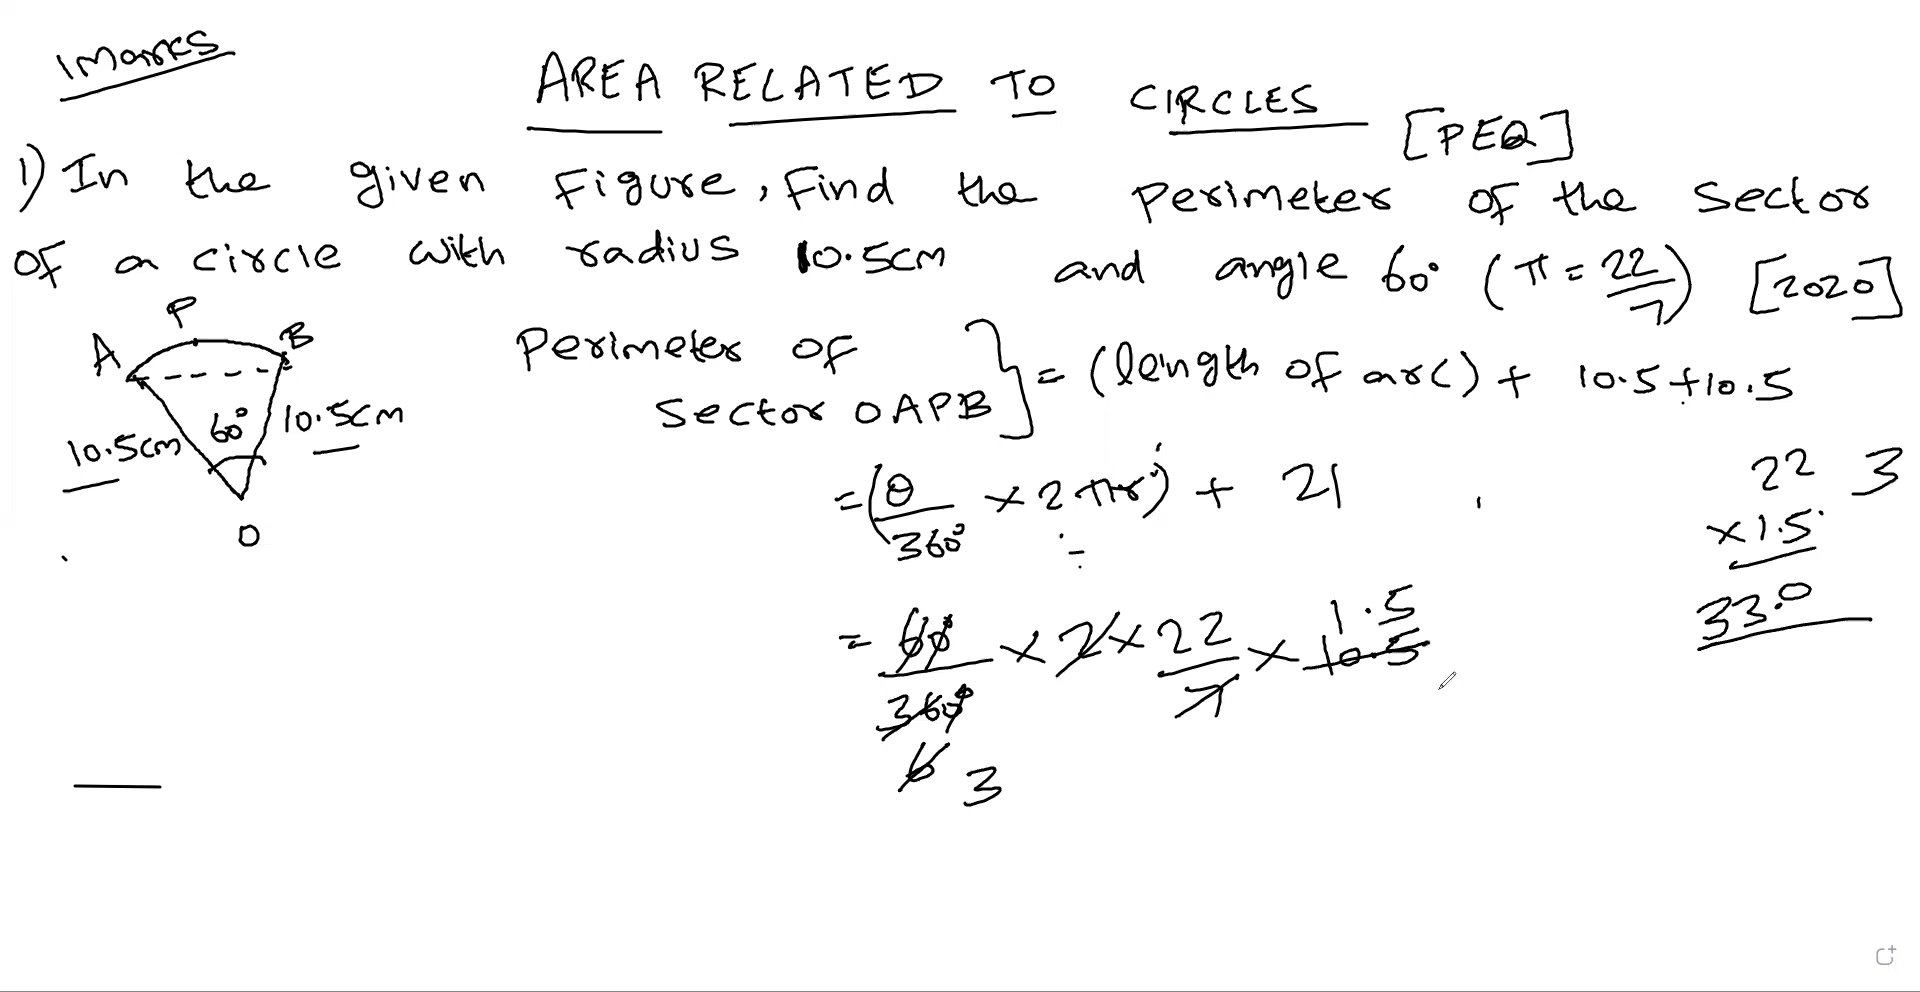 1Marks
AREA RELATED TO CIRCLES
[PEQ]
1) In the given Figure, Find the Perimeter of the Sector
of a circle with radius 10.5cm and angle 60° (π = 22/7) [2020]
P
A B
60°
10.5cm 10.5cm
O
Perimeter of
Sector OAPB } = (length of arc) + 10.5+10.5
= (θ/360° × 2πr) + 21
= 60°/360° × 2 × 22/7 × 10.5
1.5
6 3
22 3
×1.5
33.0